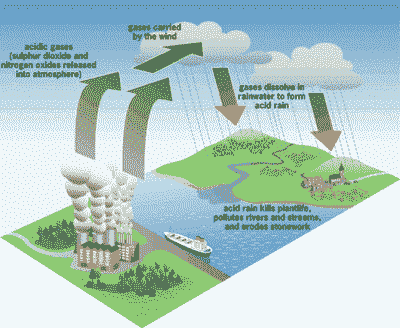 gases carried
by the wind
acidic gases
(sulphur dioxide and
nitrogen oxides released
into atmosphere)
gases dissolve in
rainwater to form
acid rain
acid rain kills plantlife,
pollutes rivers and streams,
and erodes stonework